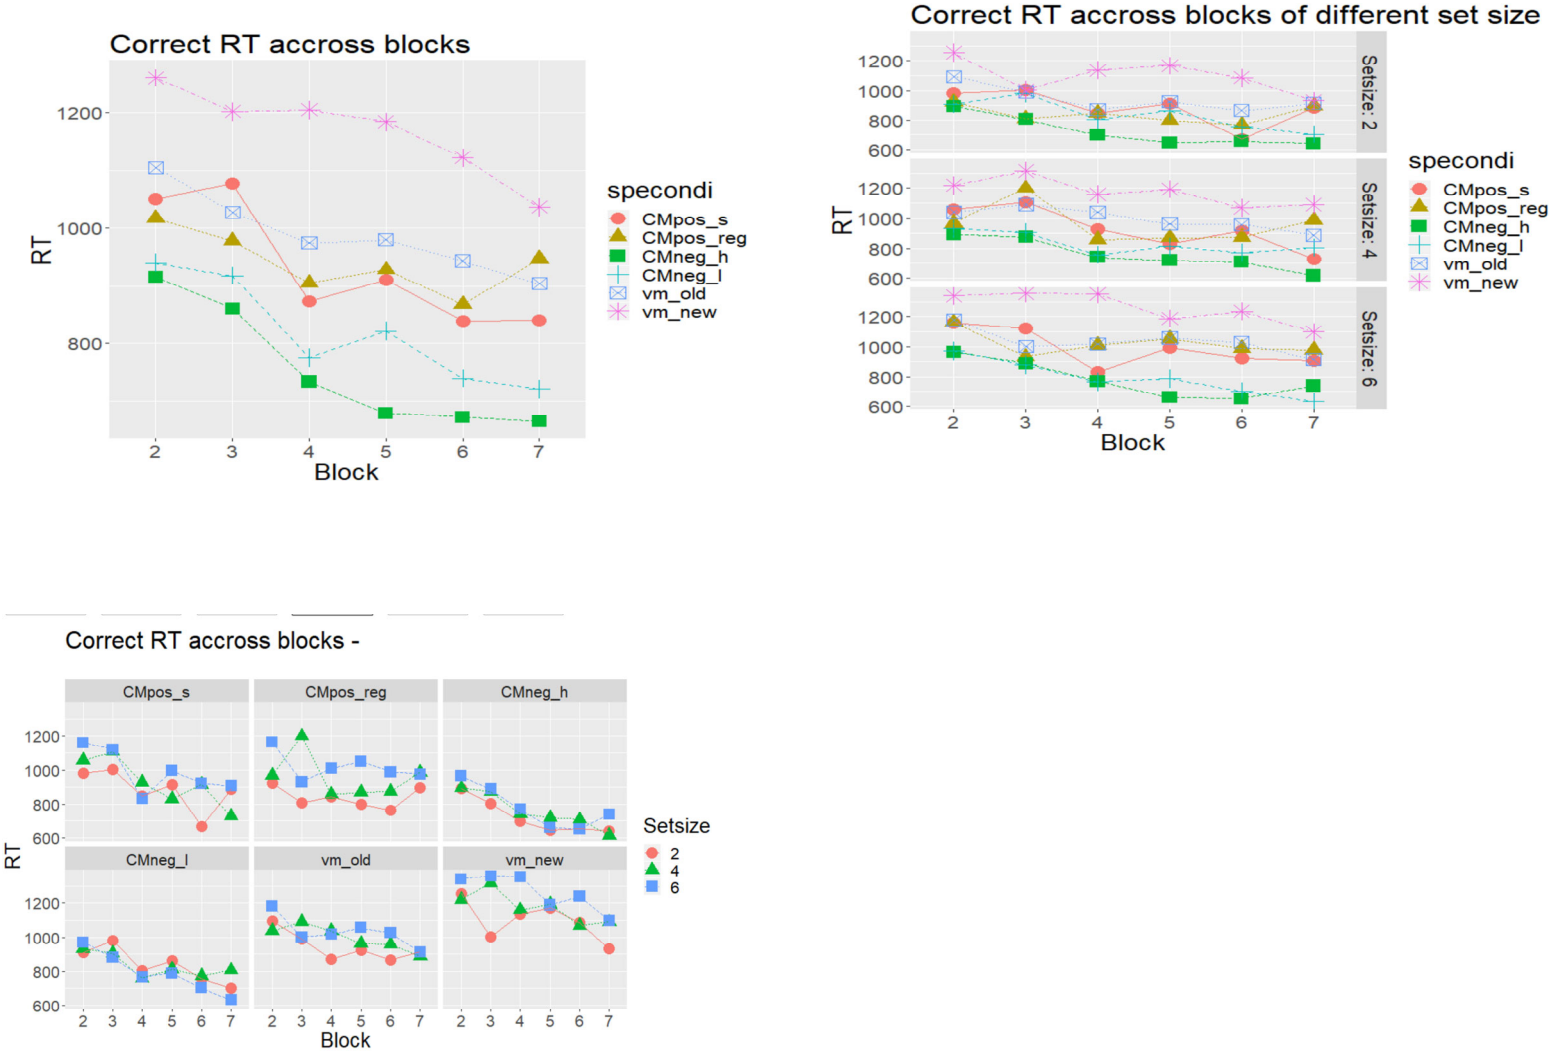 Correct RT accross blocks
1200
1000
800
RT
2 3 4 5 6 7
Block
specondi
CMpos_s
CMpos_reg
CMneg_h
CMneg_l
vm_old
vm_new
Correct RT accross blocks of different set size
1200
1000
800
600
Setsize: 2
1200
1000
800
600
Setsize: 4
1200
1000
800
600
Setsize: 6
RT
2 3 4 5 6 7
Block
specondi
CMpos_s
CMpos_reg
CMneg_h
CMneg_l
vm_old
vm_new
Correct RT accross blocks -
CMpos_s CMpos_reg CMneg_h
1200
1000
800
600
CMneg_l vm_old vm_new
1200
1000
800
600
RT
2 3 4 5 6 7 2 3 4 5 6 7 2 3 4 5 6 7
Block
Setsize
2
4
6